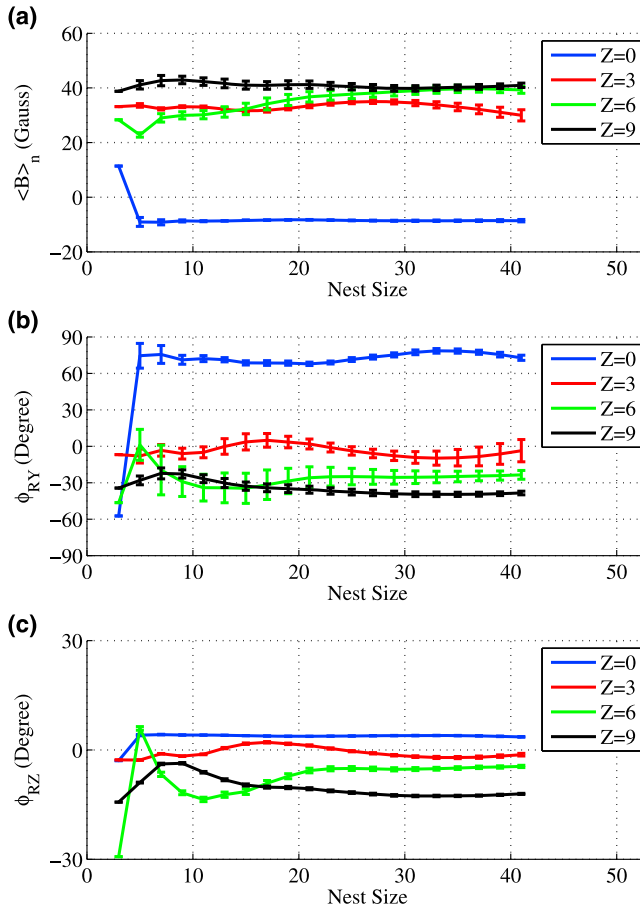 (a)
60
40
20
0
−20
<B>n (Gauss)
0 10 20 30 40 50
Nest Size
Z=0
Z=3
Z=6
Z=9
(b)
90
60
30
0
−30
−60
−90
ϕRY (Degree)
0 10 20 30 40 50
Nest Size
Z=0
Z=3
Z=6
Z=9
(c)
30
0
−30
ϕRZ (Degree)
0 10 20 30 40 50
Nest Size
Z=0
Z=3
Z=6
Z=9